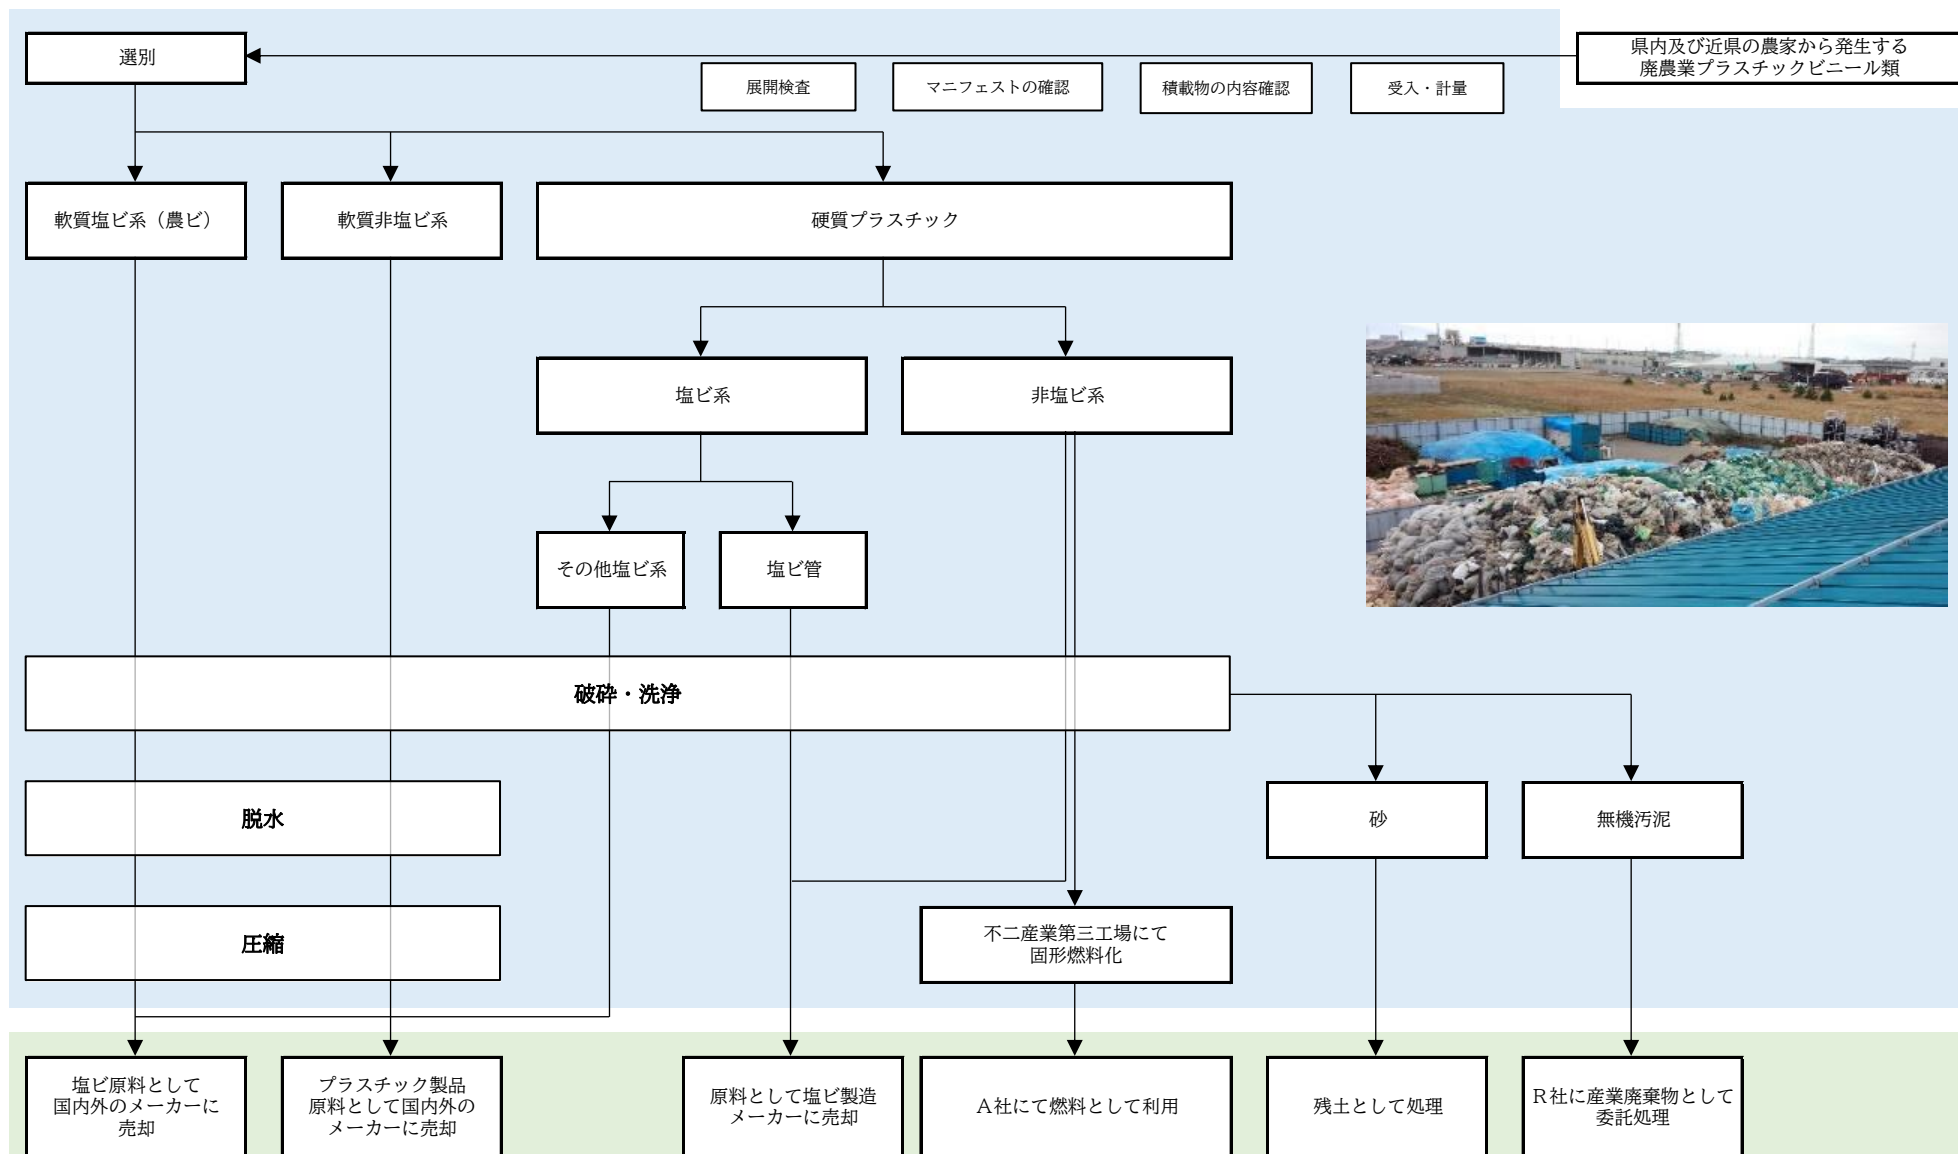 選別
県内及び近県の農家から発生する
廃農業プラスチックビニール類
展開検査
マニフェストの確認
積載物の内容確認
受入・計量
軟質塩ビ系（農ビ）
軟質非塩ビ系
硬質プラスチック
塩ビ系
非塩ビ系
その他塩ビ系
塩ビ管
破砕・洗浄
脱水
砂
無機汚泥
圧縮
不二産業第三工場にて
固形燃料化
塩ビ原料として
国内外のメーカーに
売却
プラスチック製品
原料として国内外の
メーカーに売却
原料として塩ビ製造
メーカーに売却
A社にて燃料として利用
残土として処理
R社に産業廃棄物として
委託処理